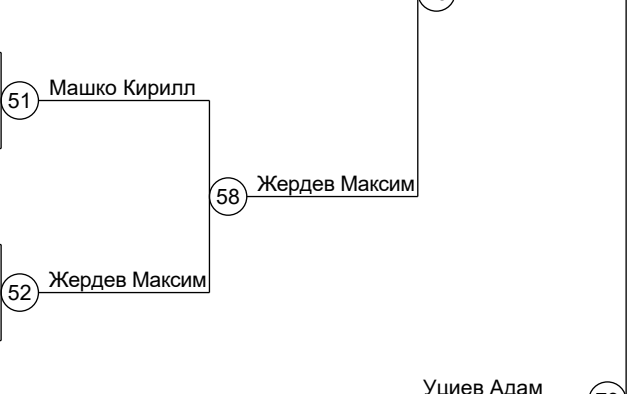 51 Машко Кирилл
58 Жердев Максим
52 Жердев Максим
Уциев Адам